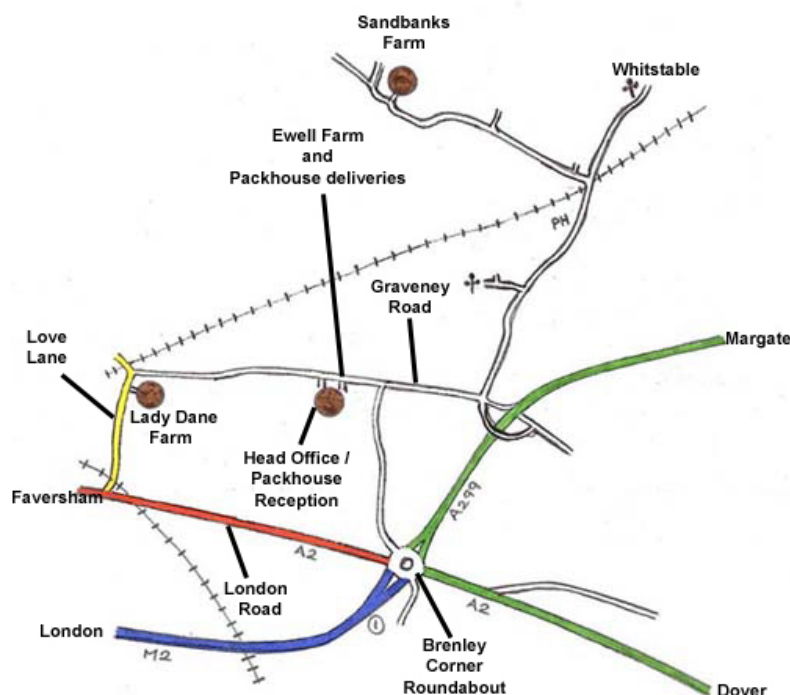 Sandbanks
Farm
Whitstable
Ewell Farm
and
Packhouse deliveries
PH
Graveney
Road
Love
Lane
Margate
Lady Dane
Farm
Head Office /
Packhouse
Reception
Faversham
A299
A2
London
Road
A2
London
M2
1
Brenley
Corner
Roundabout
Dover